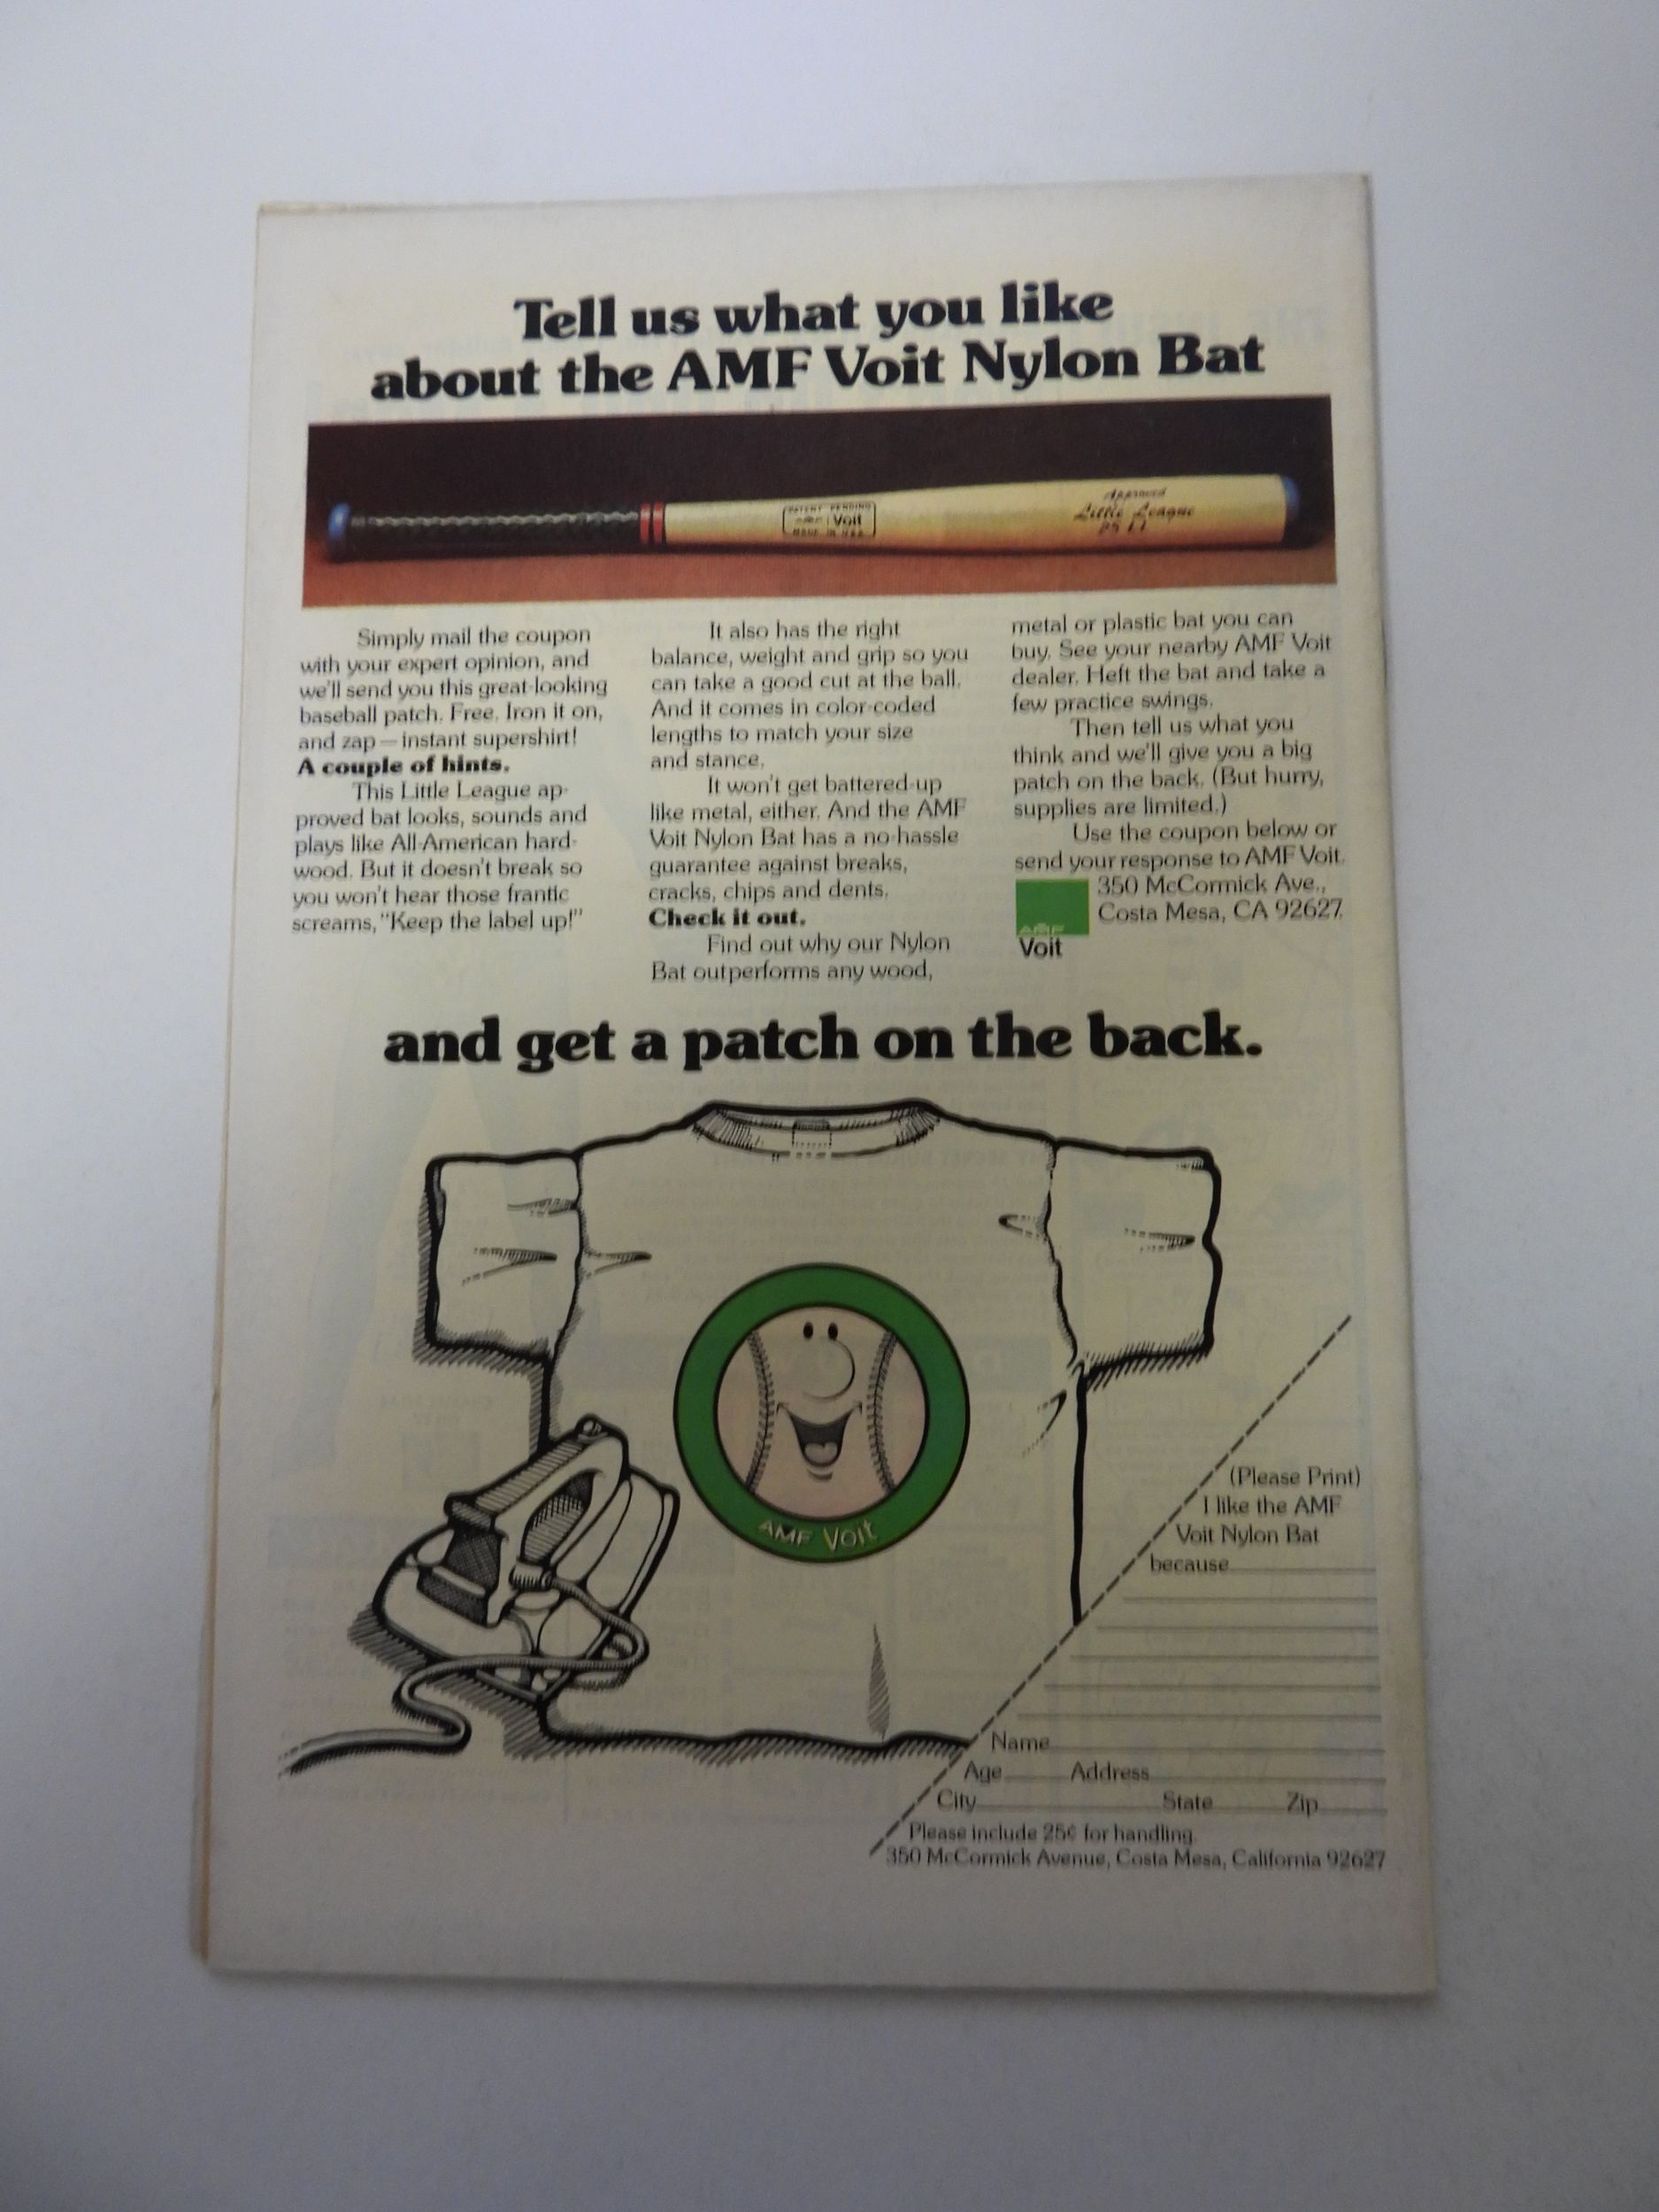 Tell us what you like
about the AMF Voit Nylon Bat
PATENT PENDING
AMF Voit
MADE IN U.S.A.
Approved
Little League
Simply mail the coupon
with your expert opinion, and
we'll send you this great-looking
baseball patch. Free. Iron it on,
and zap — instant supershirt!
A couple of hints.
This Little League ap-
proved bat looks, sounds and
plays like All-American hard-
wood. But it doesn't break so
you won't hear those frantic
screams, "Keep the label up!"
It also has the right
balance, weight and grip so you
can take a good cut at the ball.
And it comes in color-coded
lengths to match your size
and stance.
It won't get battered-up
like metal, either. And the AMF
Voit Nylon Bat has a no-hassle
guarantee against breaks,
cracks, chips and dents.
Check it out.
Find out why our Nylon
Bat outperforms any wood,
metal or plastic bat you can
buy. See your nearby AMF Voit
dealer. Heft the bat and take a
few practice swings.
Then tell us what you
think and we'll give you a big
patch on the back. (But hurry,
supplies are limited.)
Use the coupon below or
send your response to AMF Voit.
350 McCormick Ave.,
Costa Mesa, CA 92627.
AMF
Voit
and get a patch on the back.
AMF Voit
(Please Print)
I like the AMF
Voit Nylon Bat
because
Name
Age Address
City State Zip
Please include 25¢ for handling.
350 McCormick Avenue, Costa Mesa, California 92627